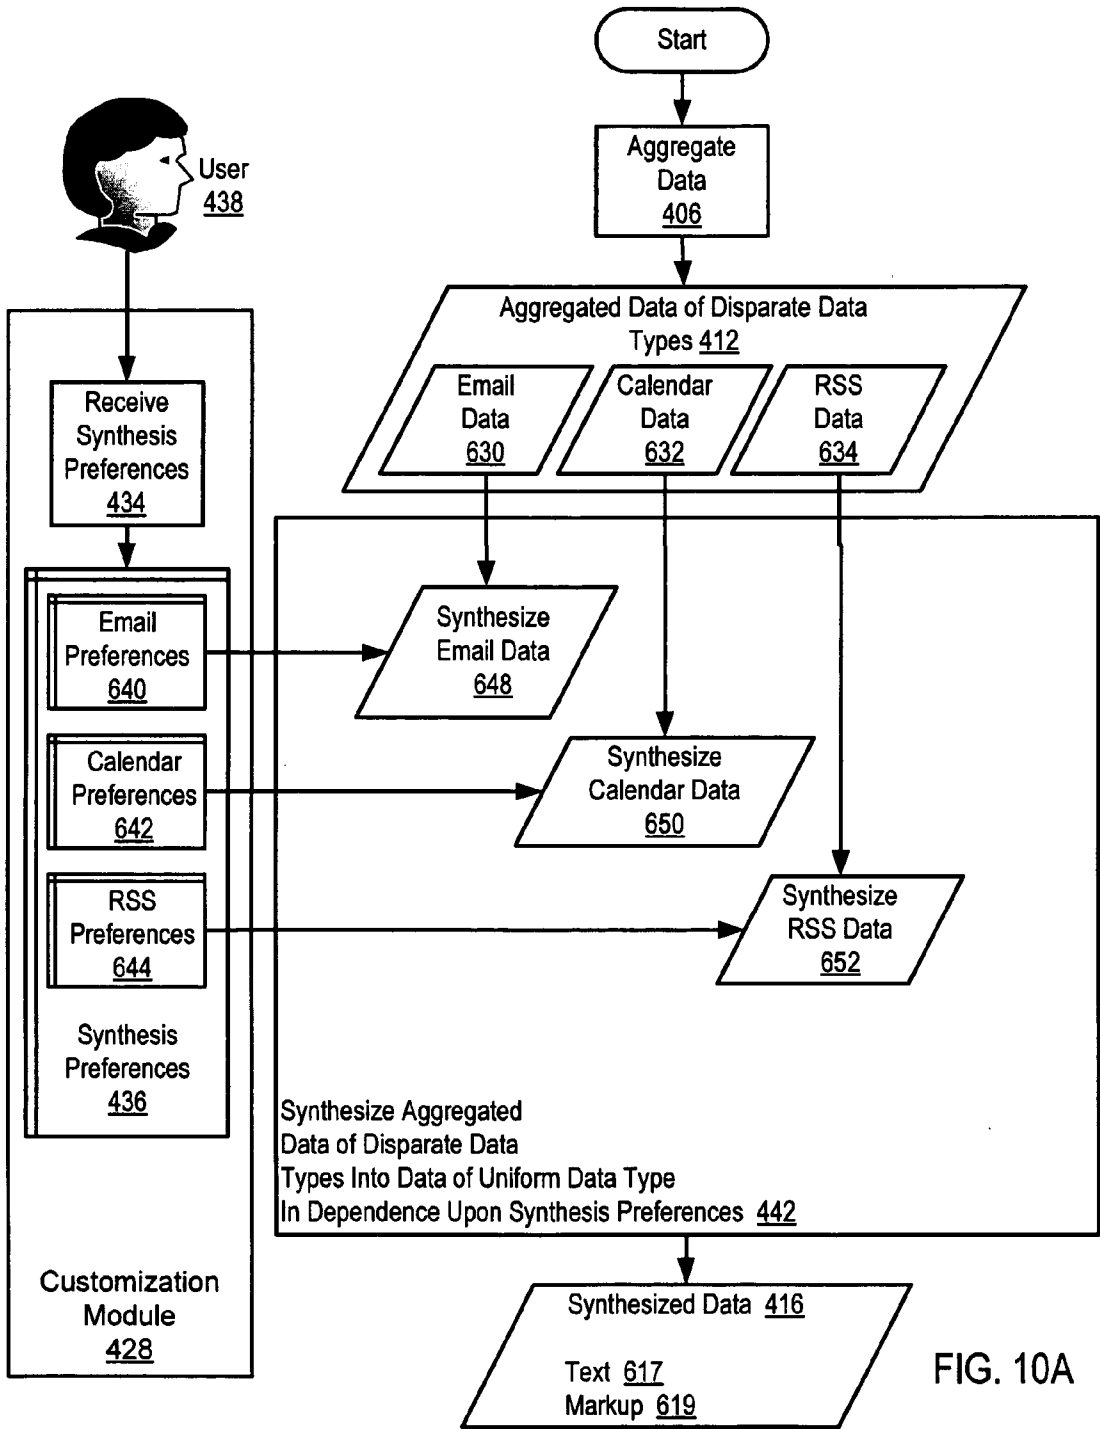 Start
Aggregate
Data
406
User
438
Aggregated Data of Disparate Data
Types 412
Email
Data
630
Calendar
Data
632
RSS
Data
634
Receive
Synthesis
Preferences
434
Email
Preferences
640
Calendar
Preferences
642
RSS
Preferences
644
Synthesis
Preferences
436
Customization
Module
428
Synthesize
Email Data
648
Synthesize
Calendar Data
650
Synthesize
RSS Data
652
Synthesize Aggregated
Data of Disparate Data
Types Into Data of Uniform Data Type
In Dependence Upon Synthesis Preferences 442
Synthesized Data 416
Text 617
Markup 619
FIG. 10A